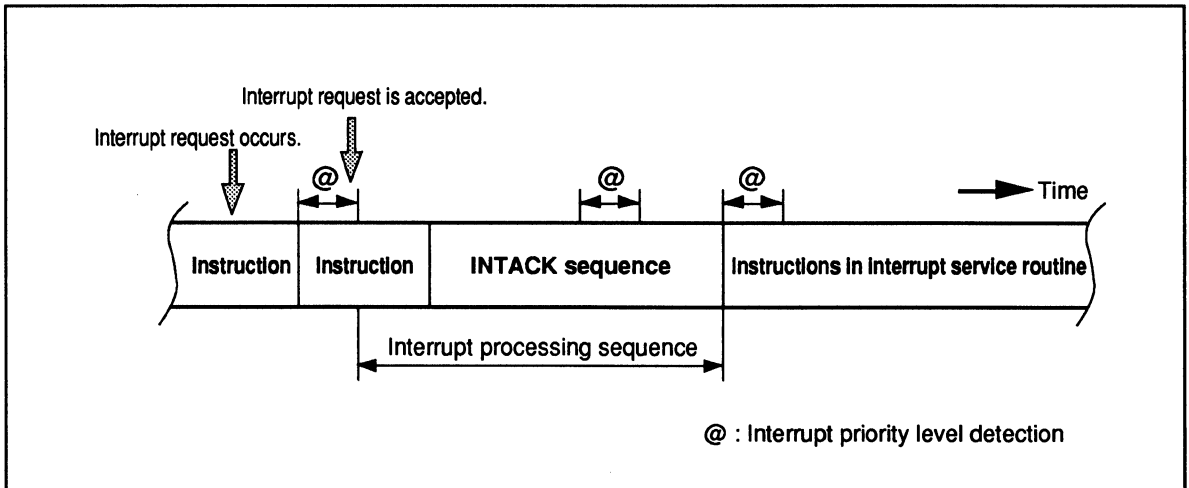 Interrupt request is accepted.
Interrupt request occurs.
@ @ @
Time
Instruction Instruction INTACK sequence Instructions in interrupt service routine
Interrupt processing sequence
@ : Interrupt priority level detection